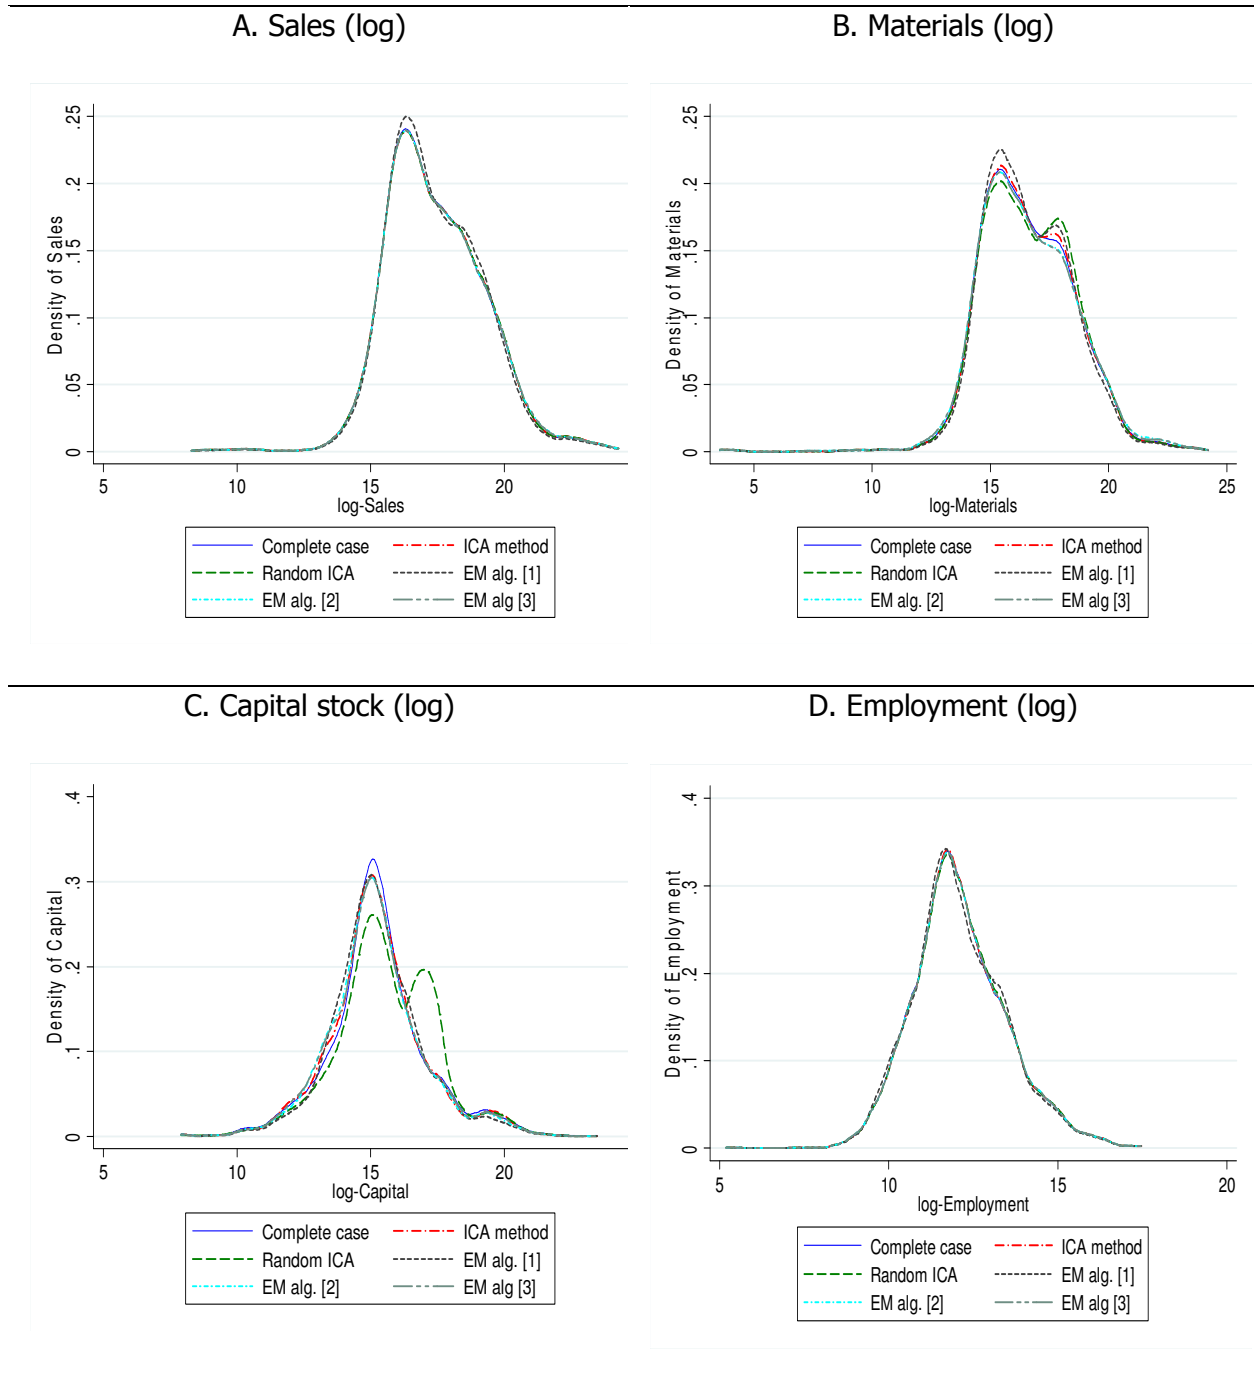 A. Sales (log)
B. Materials (log)
Density of Sales
0 .05 .1 .15 .2 .25
5 10 15 20
log-Sales
Complete case ICA method
Random ICA EM alg. [1]
EM alg. [2] EM alg [3]
Density of Materials
0 .05 .1 .15 .2 .25
5 10 15 20 25
log-Materials
Complete case ICA method
Random ICA EM alg. [1]
EM alg. [2] EM alg [3]
C. Capital stock (log)
D. Employment (log)
Density of Capital
0 .1 .2 .3 .4
5 10 15 20
log-Capital
Complete case ICA method
Random ICA EM alg. [1]
EM alg. [2] EM alg [3]
Density of Employment
0 .1 .2 .3 .4
5 10 15 20
log-Employment
Complete case ICA method
Random ICA EM alg. [1]
EM alg. [2] EM alg [3]